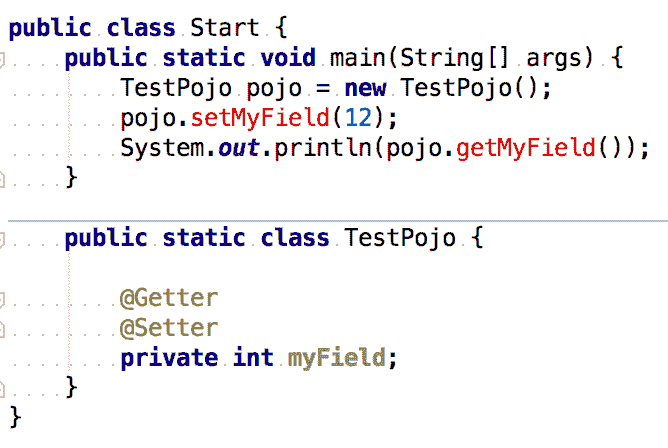 public class Start {
public static void main(String[] args) {
TestPojo pojo = new TestPojo();
pojo.setMyField(12);
System.out.println(pojo.getMyField());
}
public static class TestPojo {
@Getter
@Setter
private int myField;
}
}